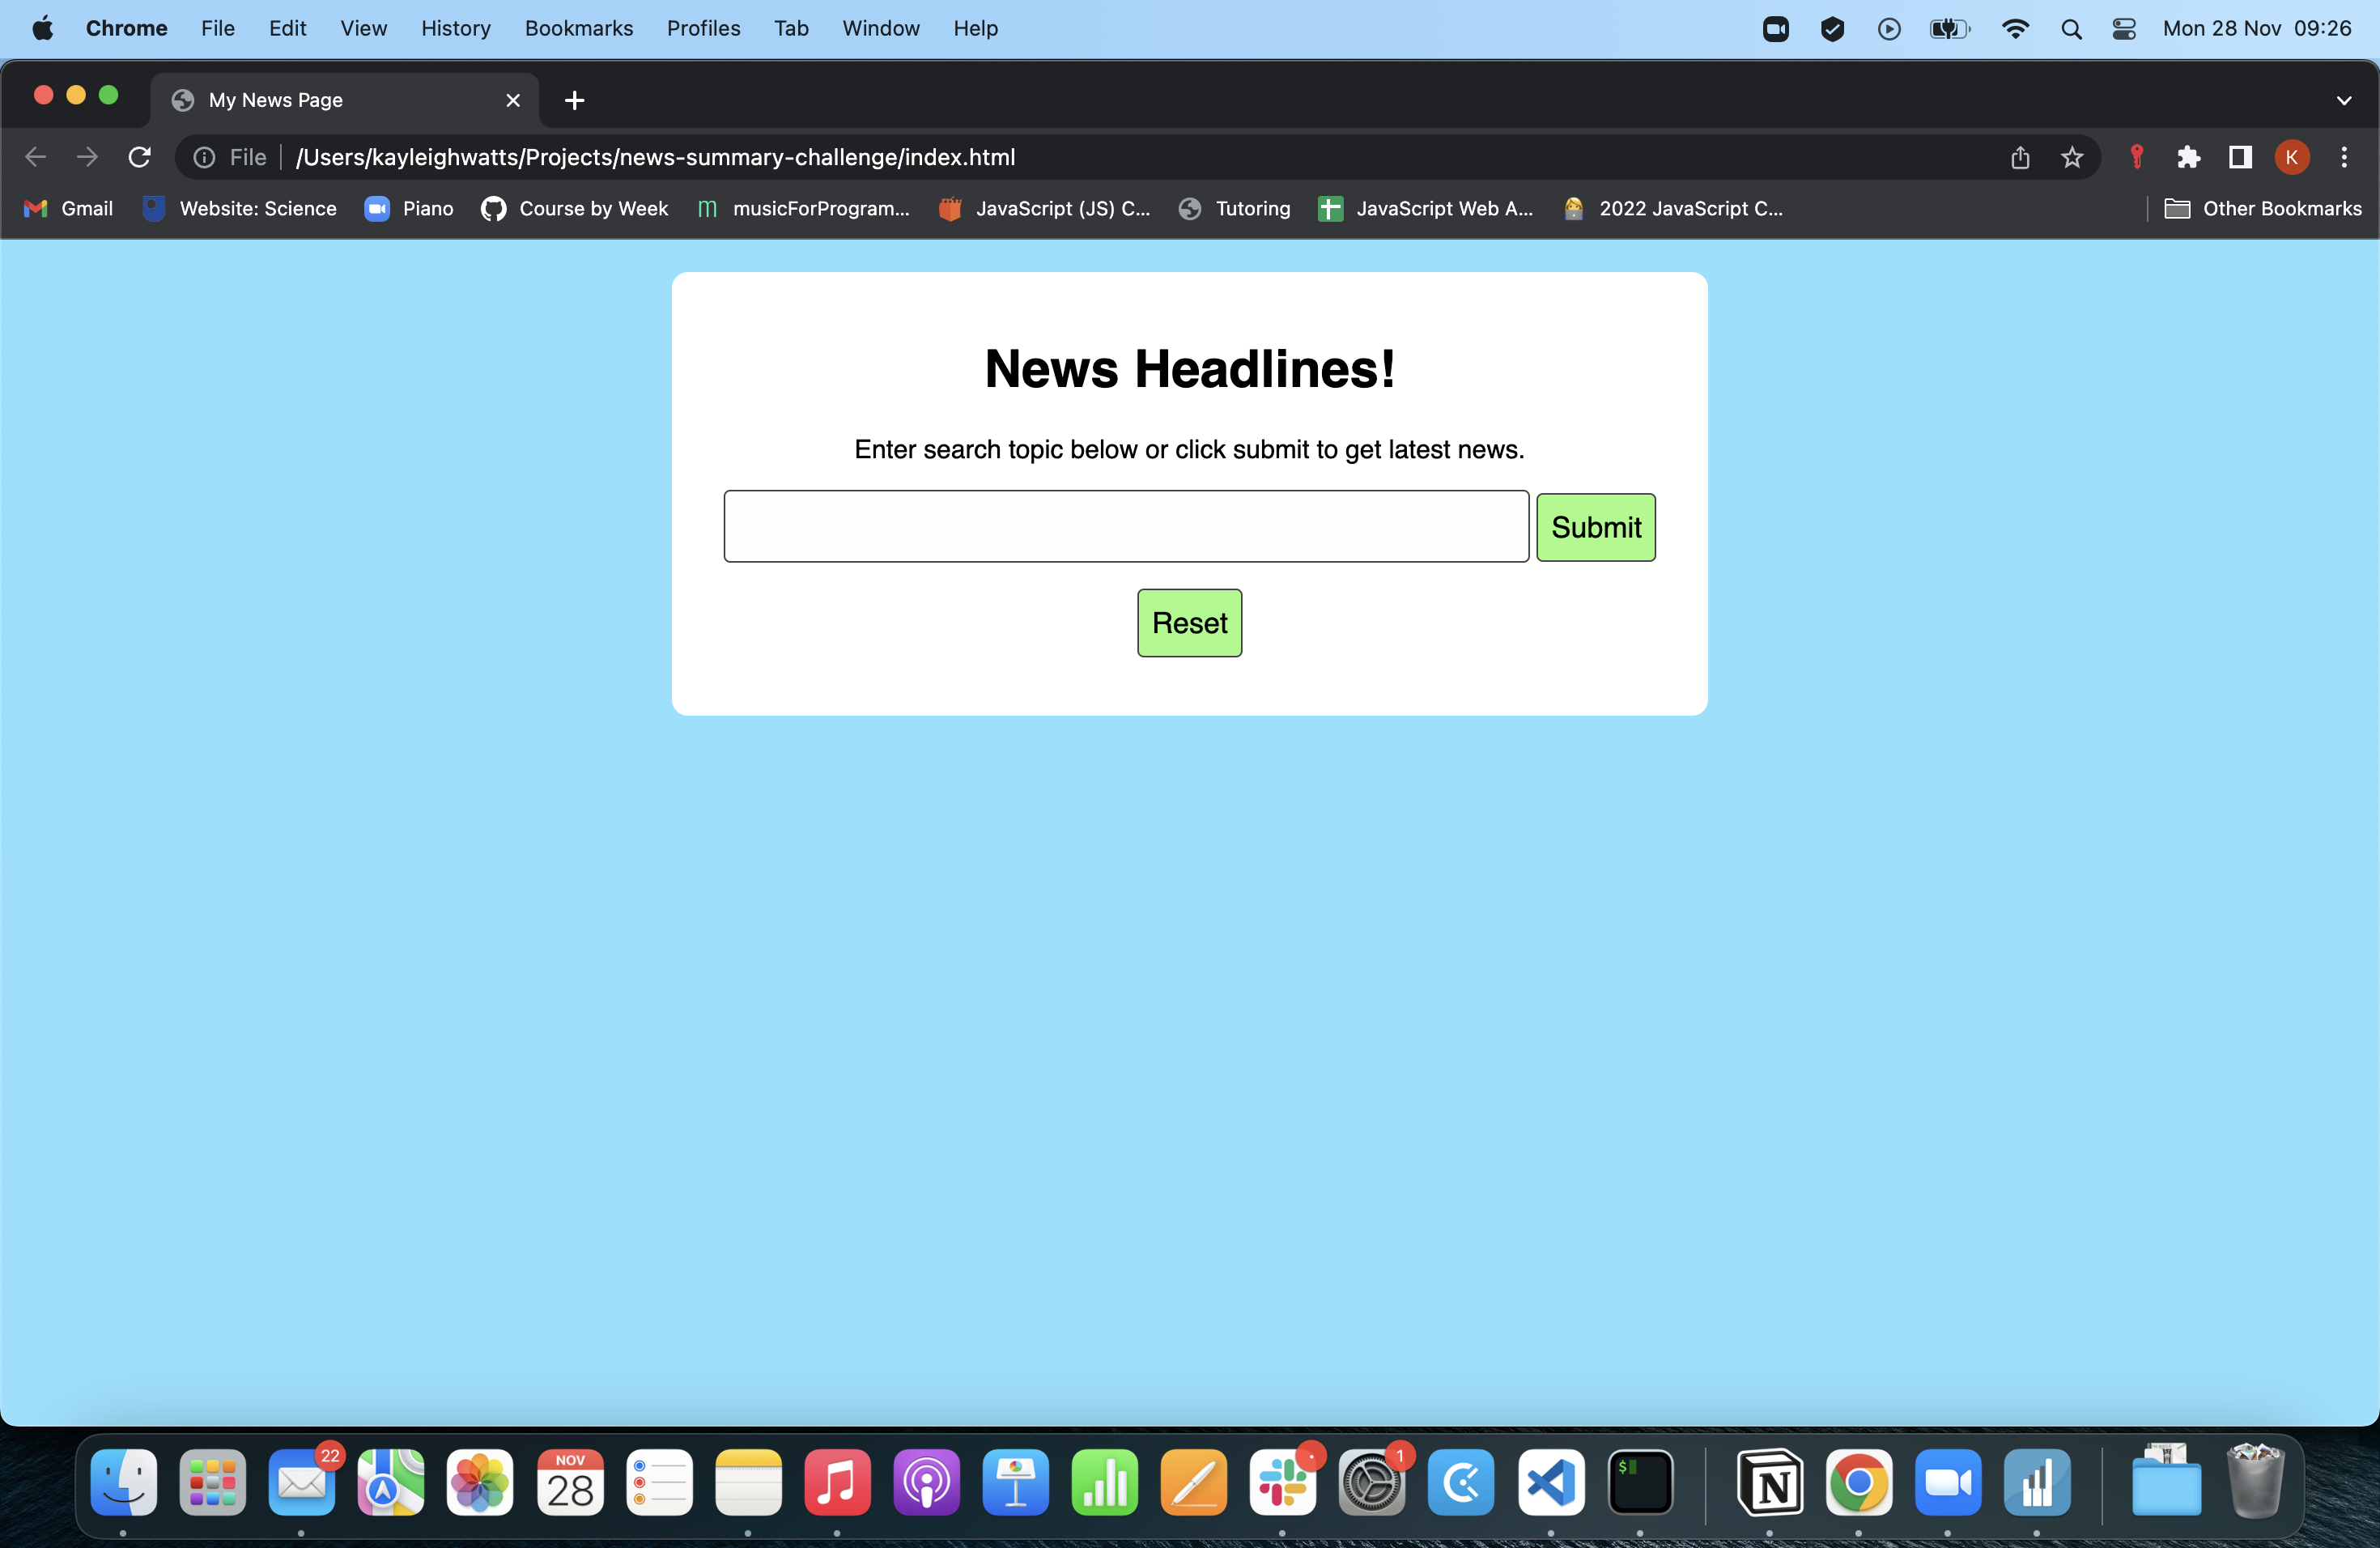 Chrome File Edit View History Bookmarks Profiles Tab Window Help Mon 28 Nov 09:26
My News Page
File /Users/kayleighwatts/Projects/news-summary-challenge/index.html K
Gmail Website: Science Piano Course by Week m musicForProgram... JavaScript (JS) C... Tutoring JavaScript Web A... 2022 JavaScript C... Other Bookmarks
News Headlines!
Enter search topic below or click submit to get latest news.
Submit
Reset
22 NOV 1
28 $ N